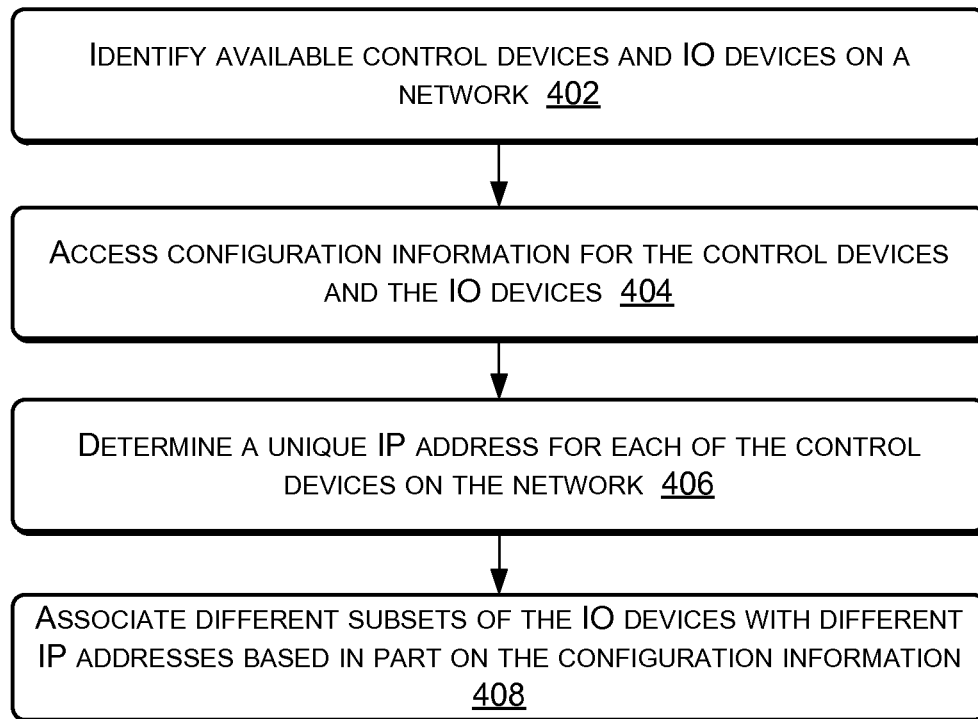 IDENTIFY AVAILABLE CONTROL DEVICES AND IO DEVICES ON A
NETWORK 402
ACCESS CONFIGURATION INFORMATION FOR THE CONTROL DEVICES
AND THE IO DEVICES 404
DETERMINE A UNIQUE IP ADDRESS FOR EACH OF THE CONTROL
DEVICES ON THE NETWORK 406
ASSOCIATE DIFFERENT SUBSETS OF THE IO DEVICES WITH DIFFERENT
IP ADDRESSES BASED IN PART ON THE CONFIGURATION INFORMATION
408